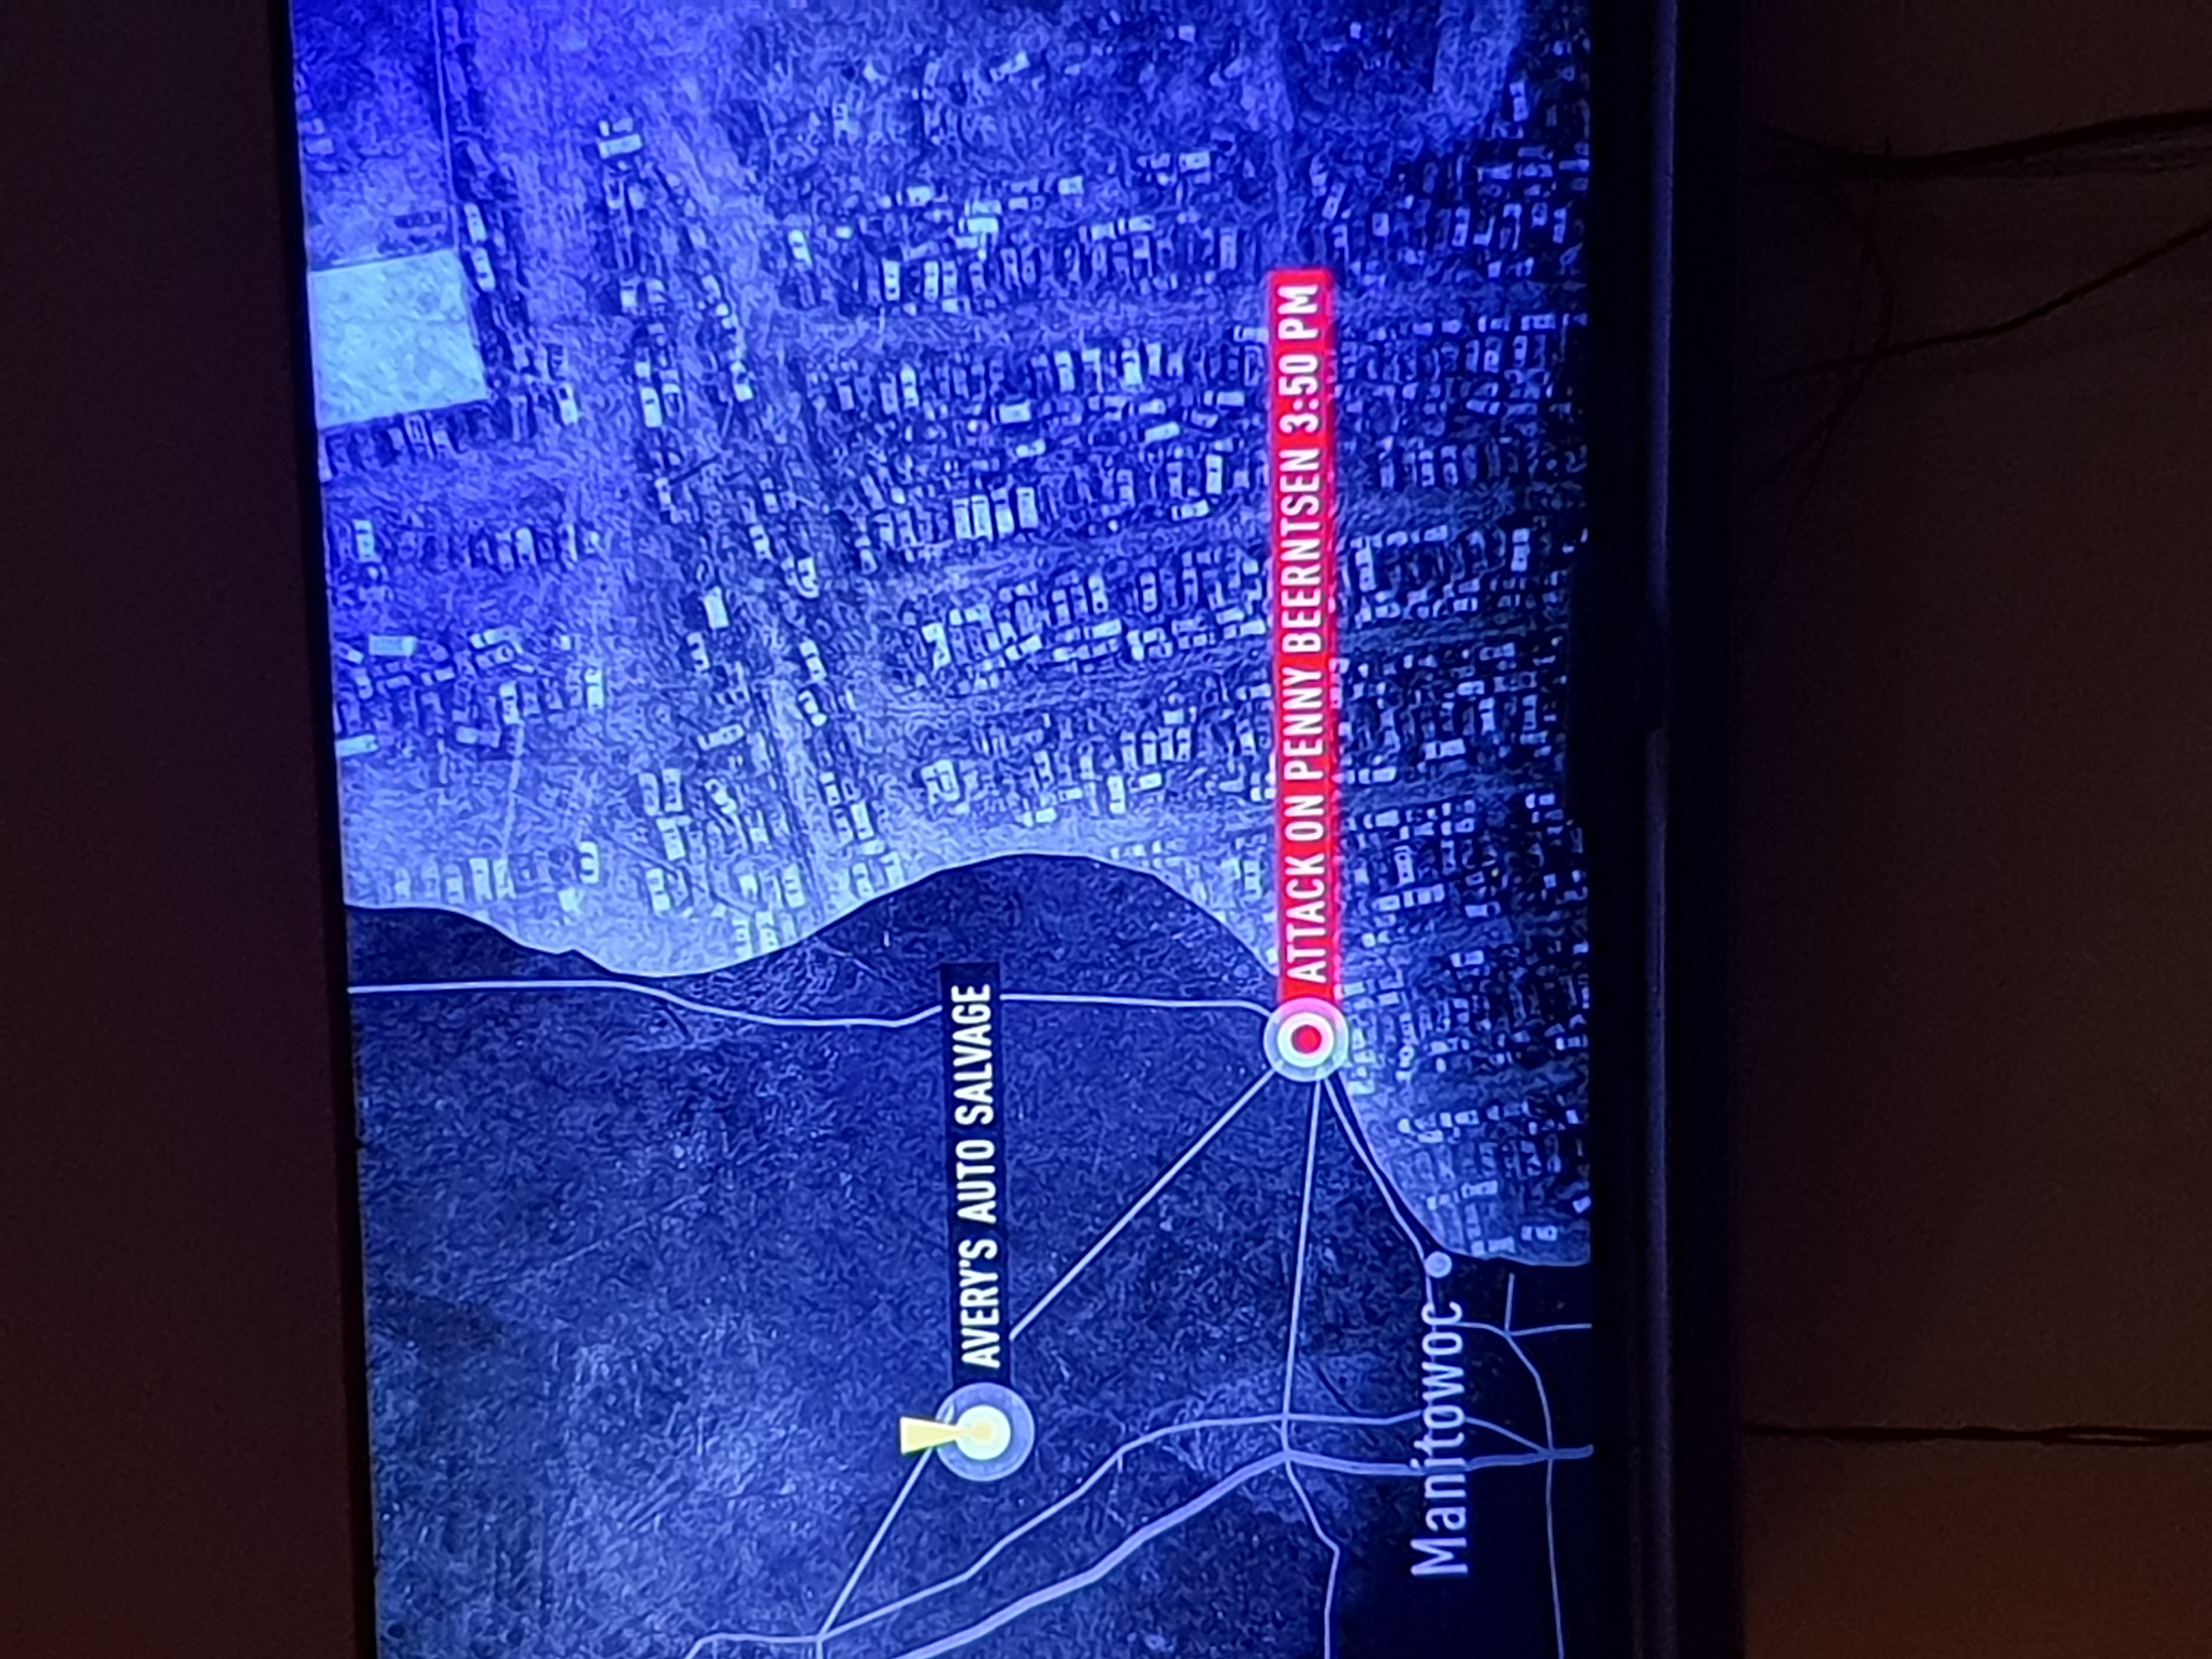 AVERY'S AUTO SALVAGE
ATTACK ON PENNY BEERNTSEN 3:50 PM
Manitowoc